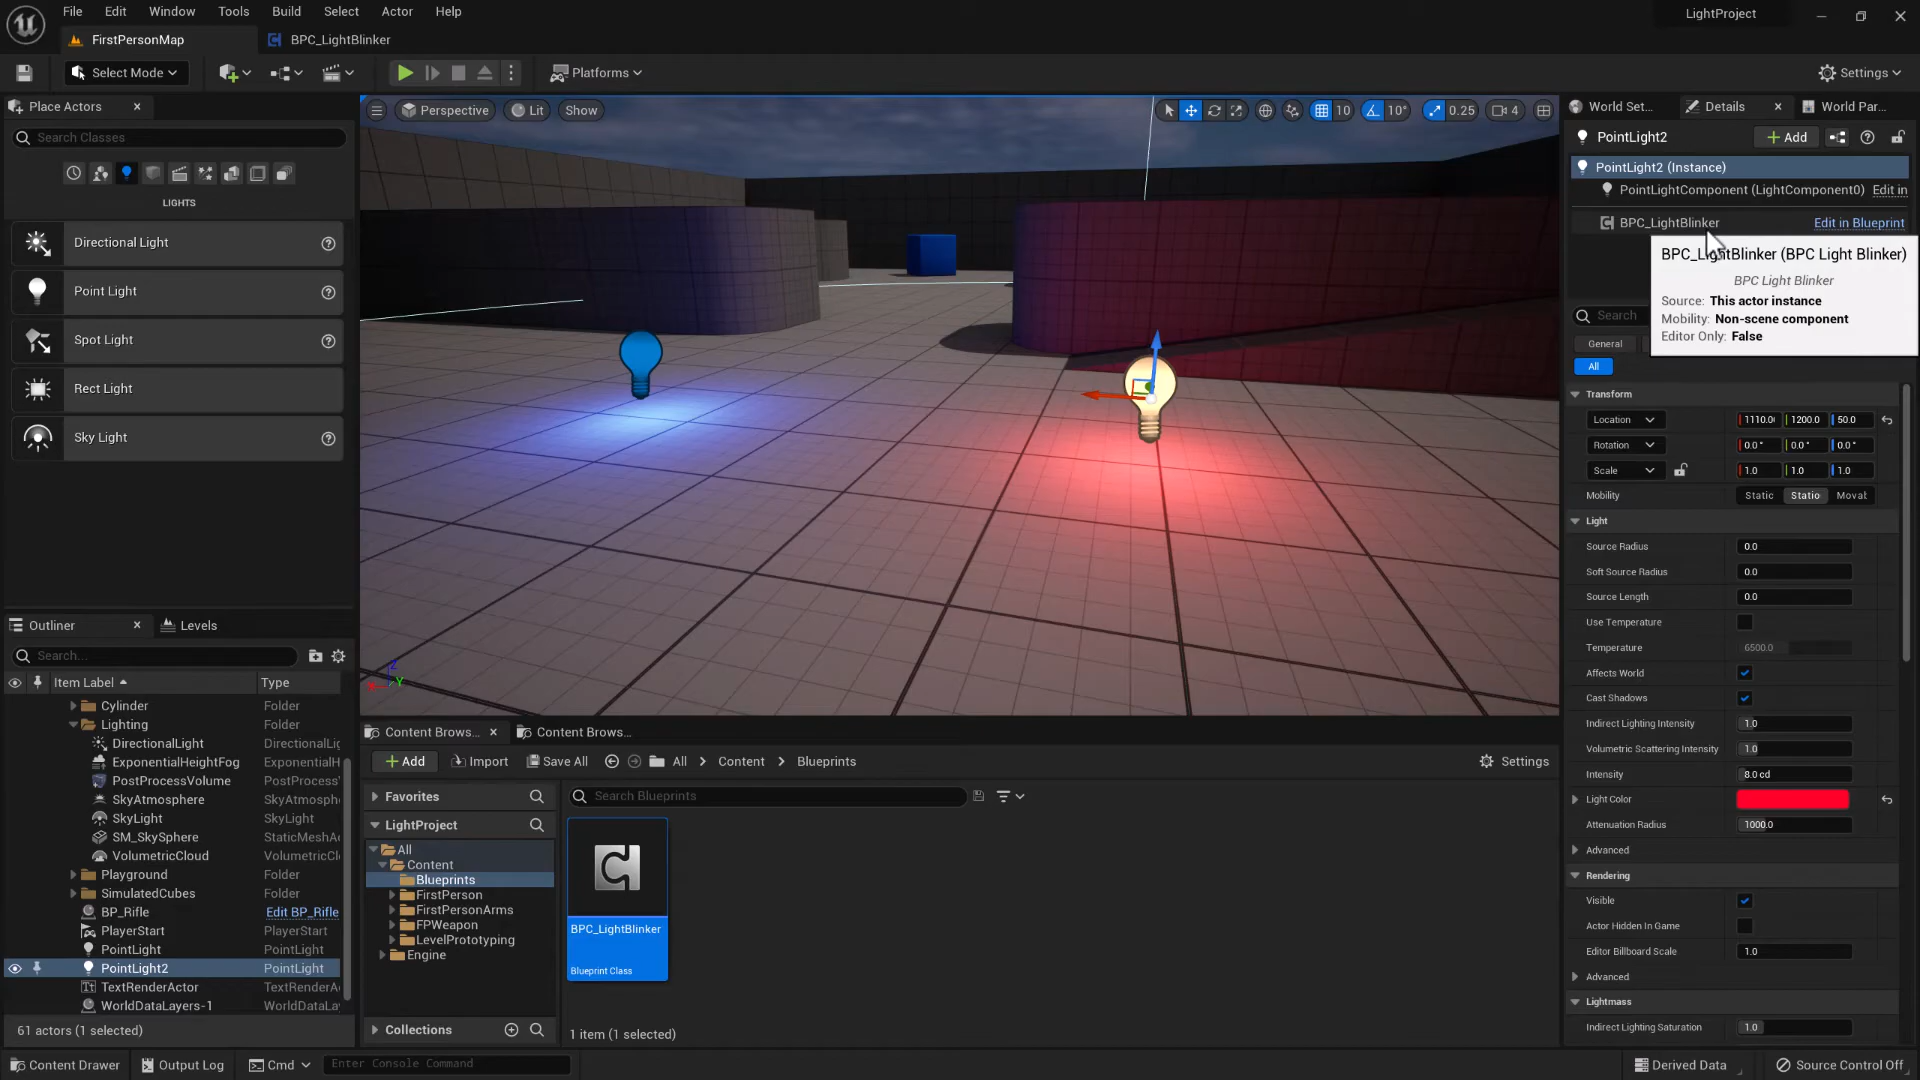 File Edit Window Tools Build Select Actor Help
LightProject
FirstPersonMap
BPC_LightBlinker
Select Mode
Platforms
Settings
Place Actors
Search Classes
LIGHTS
Directional Light
Point Light
Spot Light
Rect Light
Sky Light
Perspective
Lit
Show
10
10°
0.25
4
World Set...
Details
World Par...
PointLight2
Add
PointLight2 (Instance)
PointLightComponent (LightComponent0) Edit in
BPC_LightBlinker Edit in Blueprint
BPC_LightBlinker (BPC Light Blinker)
BPC Light Blinker
Source: This actor instance
Mobility: Non-scene component
Editor Only: False
Search
General
All
Transform
Location 1200.0 50.0
Rotation 0.0° 0.0° 0.0°
Scale 1.0 1.0 1.0
Mobility Static Statio
Light
Source Radius 0.0
Soft Source Radius 0.0
Source Length 0.0
Use Temperature
Temperature 6500.0
Affects World
Cast Shadows
Indirect Lighting Intensity 1.0
Volumetric Scattering Intensity 1.0
Intensity 8.0 cd
Light Color
Attenuation Radius 1000.0
Advanced
Rendering
Visible
Actor Hidden In Game
Editor Billboard Scale 1.0
Advanced
Lightmass
Indirect Lighting Saturation 1.0
Outliner
Levels
Search...
Item Label Type
Cylinder Folder
Lighting Folder
DirectionalLight DirectionalLig
ExponentialHeightFog ExponentialH
PostProcessVolume PostProcess
SkyAtmosphere SkyAtmosph
SkyLight SkyLight
SM_SkySphere StaticMeshA
VolumetricCloud VolumetricCl
Playground Folder
SimulatedCubes Folder
BP_Rifle Edit BP_Rifle
PlayerStart PlayerStart
PointLight PointLight
PointLight2 PointLight
TextRenderActor TextRenderA
WorldDataLayers-1 WorldDataLa
61 actors (1 selected)
Z
Y
Content Brows...
Content Brows...
Add
Import
Save All
All
Content
Blueprints
Settings
Favorites
LightProject
All
Content
Blueprints
FirstPerson
FirstPersonArms
FPWeapon
LevelPrototyping
Engine
Collections
Search Blueprints
BPC_LightBlinker
Blueprint Class
1 item (1 selected)
Content Drawer
Output Log
Cmd
Enter Console Command
Derived Data
Source Control Off